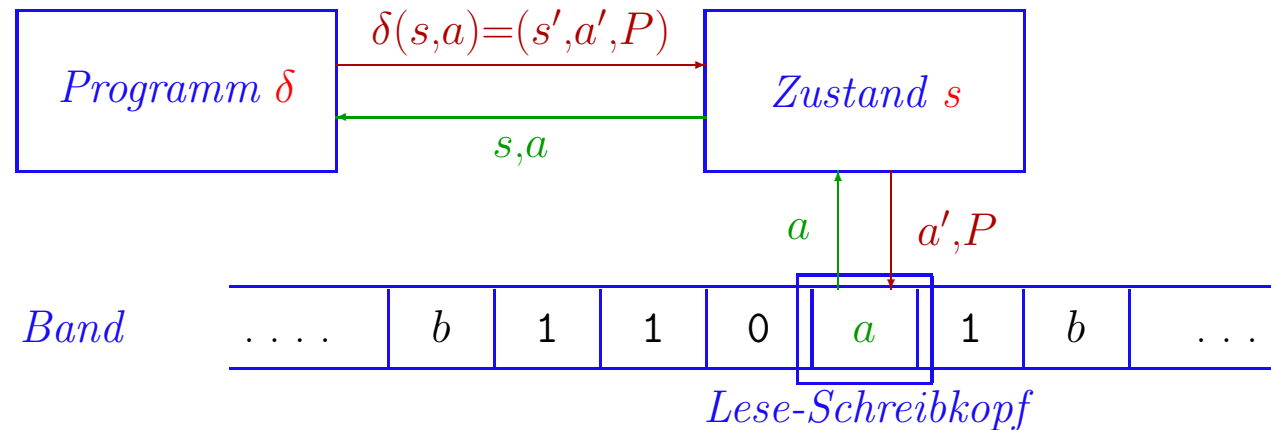 δ(s,a)=(s′,a′,P)
Programm δ
Zustand s
s,a
a
a′,P
Band
. . . . b 1 1 0 a 1 b . . .
Lese-Schreibkopf